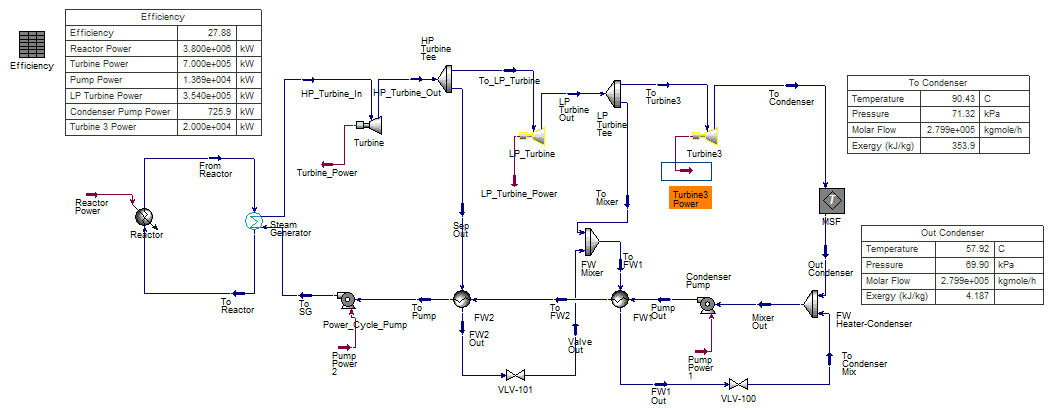 Efficiency
Efficiency 27.88
Reactor Power 3.800e+006 kW
Turbine Power 7.000e+005 kW
Pump Power 1.369e+004 kW
LP Turbine Power 3.540e+005 kW
Condenser Pump Power 725.9 kW
Turbine 3 Power 2.000e+004 kW
Efficiency
HP
Turbine
Tee
HP_Turbine_In
HP_Turbine_Out
To_LP_Turbine
Turbine
Turbine_Power
LP
Turbine
Out
LP
Turbine
Tee
LP_Turbine
LP_Turbine_Power
To
Turbine3
Turbine3
Turbine3
Power
To
Condenser
To Condenser
Temperature 90.43 C
Pressure 71.32 kPa
Molar Flow 2.799e+005 kgmole/h
Exergy (kJ/kg) 353.9
From
Reactor
Reactor
Power
Reactor
Steam
Generator
To
Reactor
Sep
Out
To
Mixer
FW
Mixer
To
FW1
MSF
Out
Condenser
Out Condenser
Temperature 57.92 C
Pressure 69.90 kPa
Molar Flow 2.799e+005 kgmole/h
Exergy (kJ/kg) 4.187
To
SG
Power_Cycle_Pump
Pump
Power
2
To
Pump
FW2
FW2
Out
To
FW2
Valve
Out
VLV-101
FW1
Pump
Out
Condenser
Pump
Pump
Power
1
Mixer
Out
FW
Heater-Condenser
FW1
Out
VLV-100
To
Condenser
Mix